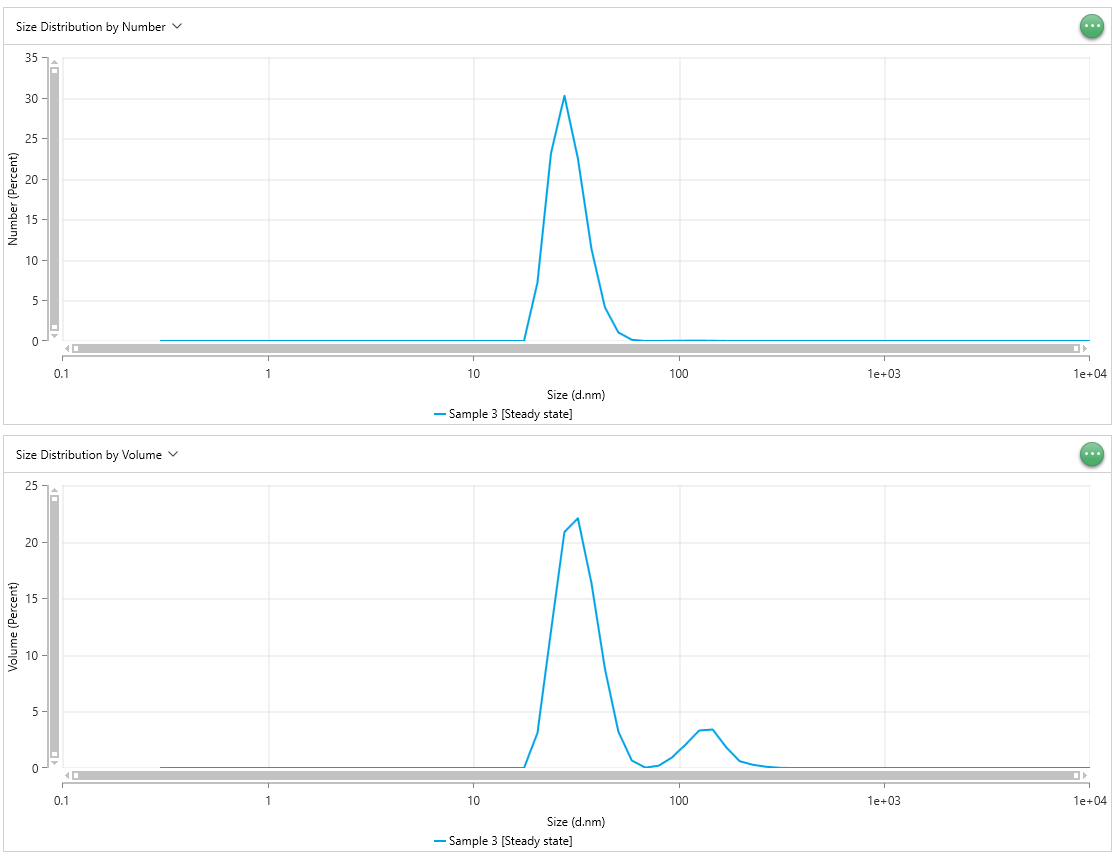 Size Distribution by Number
35
30
25
20
15
10
5
0
Number (Percent)
0.1 1 10 100 1e+03 1e+04
Size (d.nm)
Sample 3 [Steady state]
Size Distribution by Volume
25
20
15
10
5
0
Volume (Percent)
0.1 1 10 100 1e+03 1e+04
Size (d.nm)
Sample 3 [Steady state]